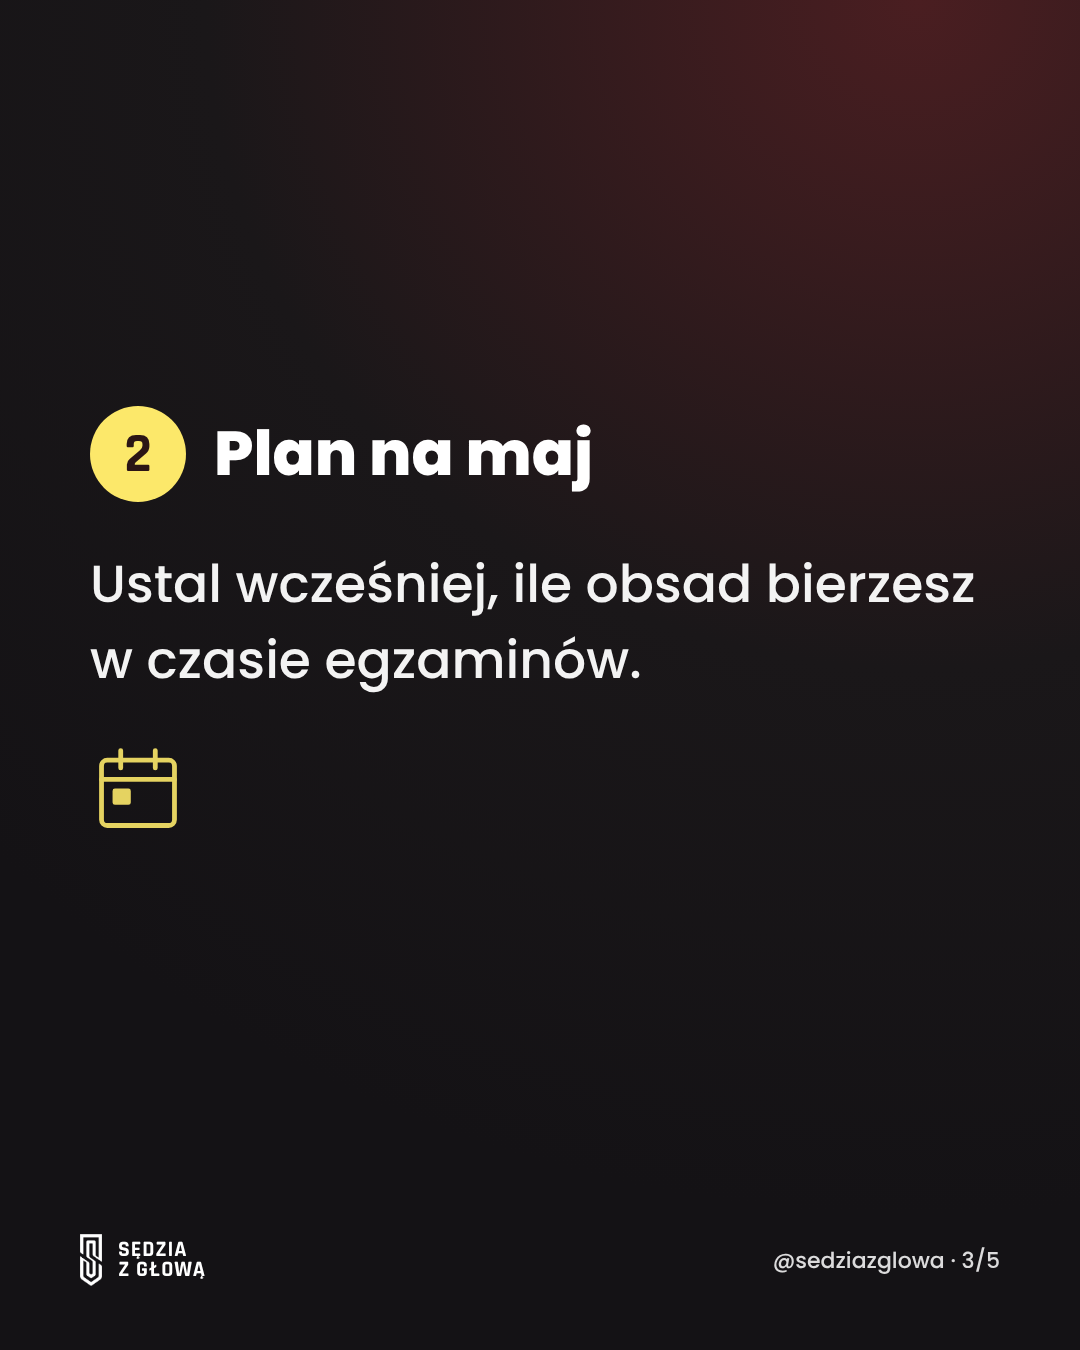 2 Plan na maj
Ustal wcześniej, ile obsad bierzesz
w czasie egzaminów.
SĘDZIA
Z GŁOWĄ
@sedziazglowa · 3/5